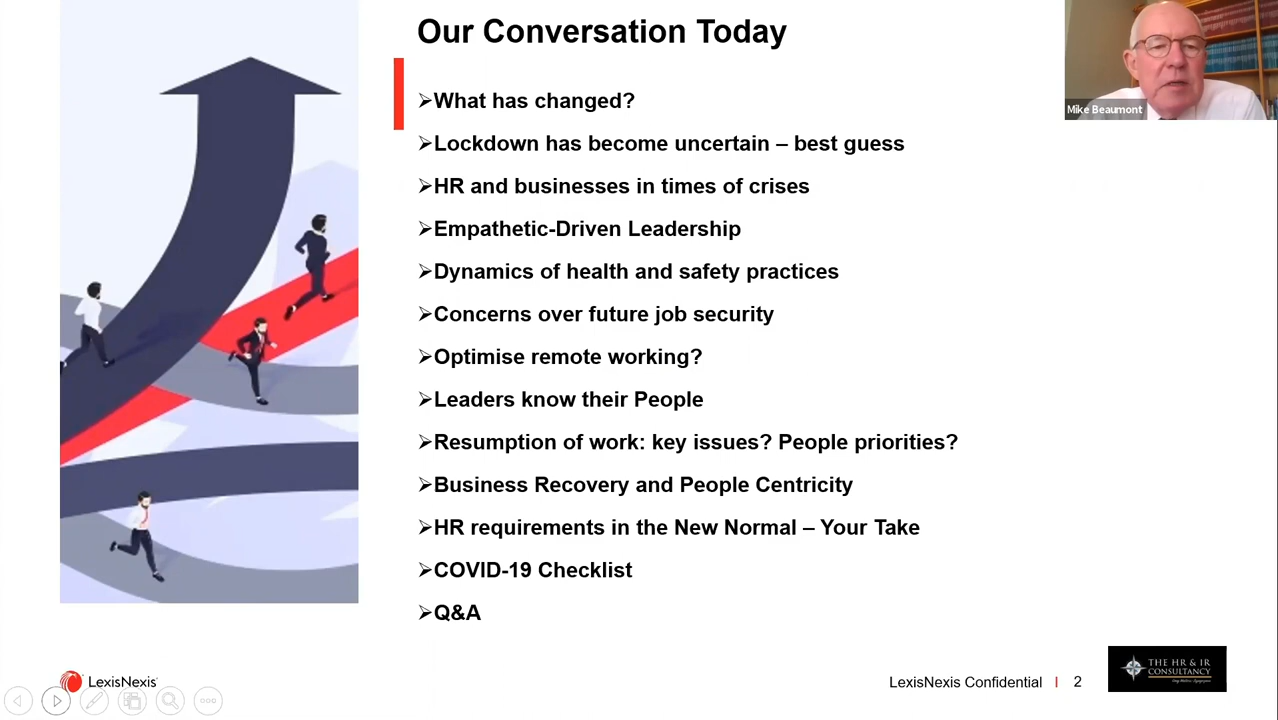 Our Conversation Today
Mike Beaumont
➢What has changed?
➢Lockdown has become uncertain – best guess
➢HR and businesses in times of crises
➢Empathetic-Driven Leadership
➢Dynamics of health and safety practices
➢Concerns over future job security
➢Optimise remote working?
➢Leaders know their People
➢Resumption of work: key issues? People priorities?
➢Business Recovery and People Centricity
➢HR requirements in the New Normal – Your Take
➢COVID-19 Checklist
➢Q&A
LexisNexis
LexisNexis Confidential | 2
THE HR & IR
CONSULTANCY